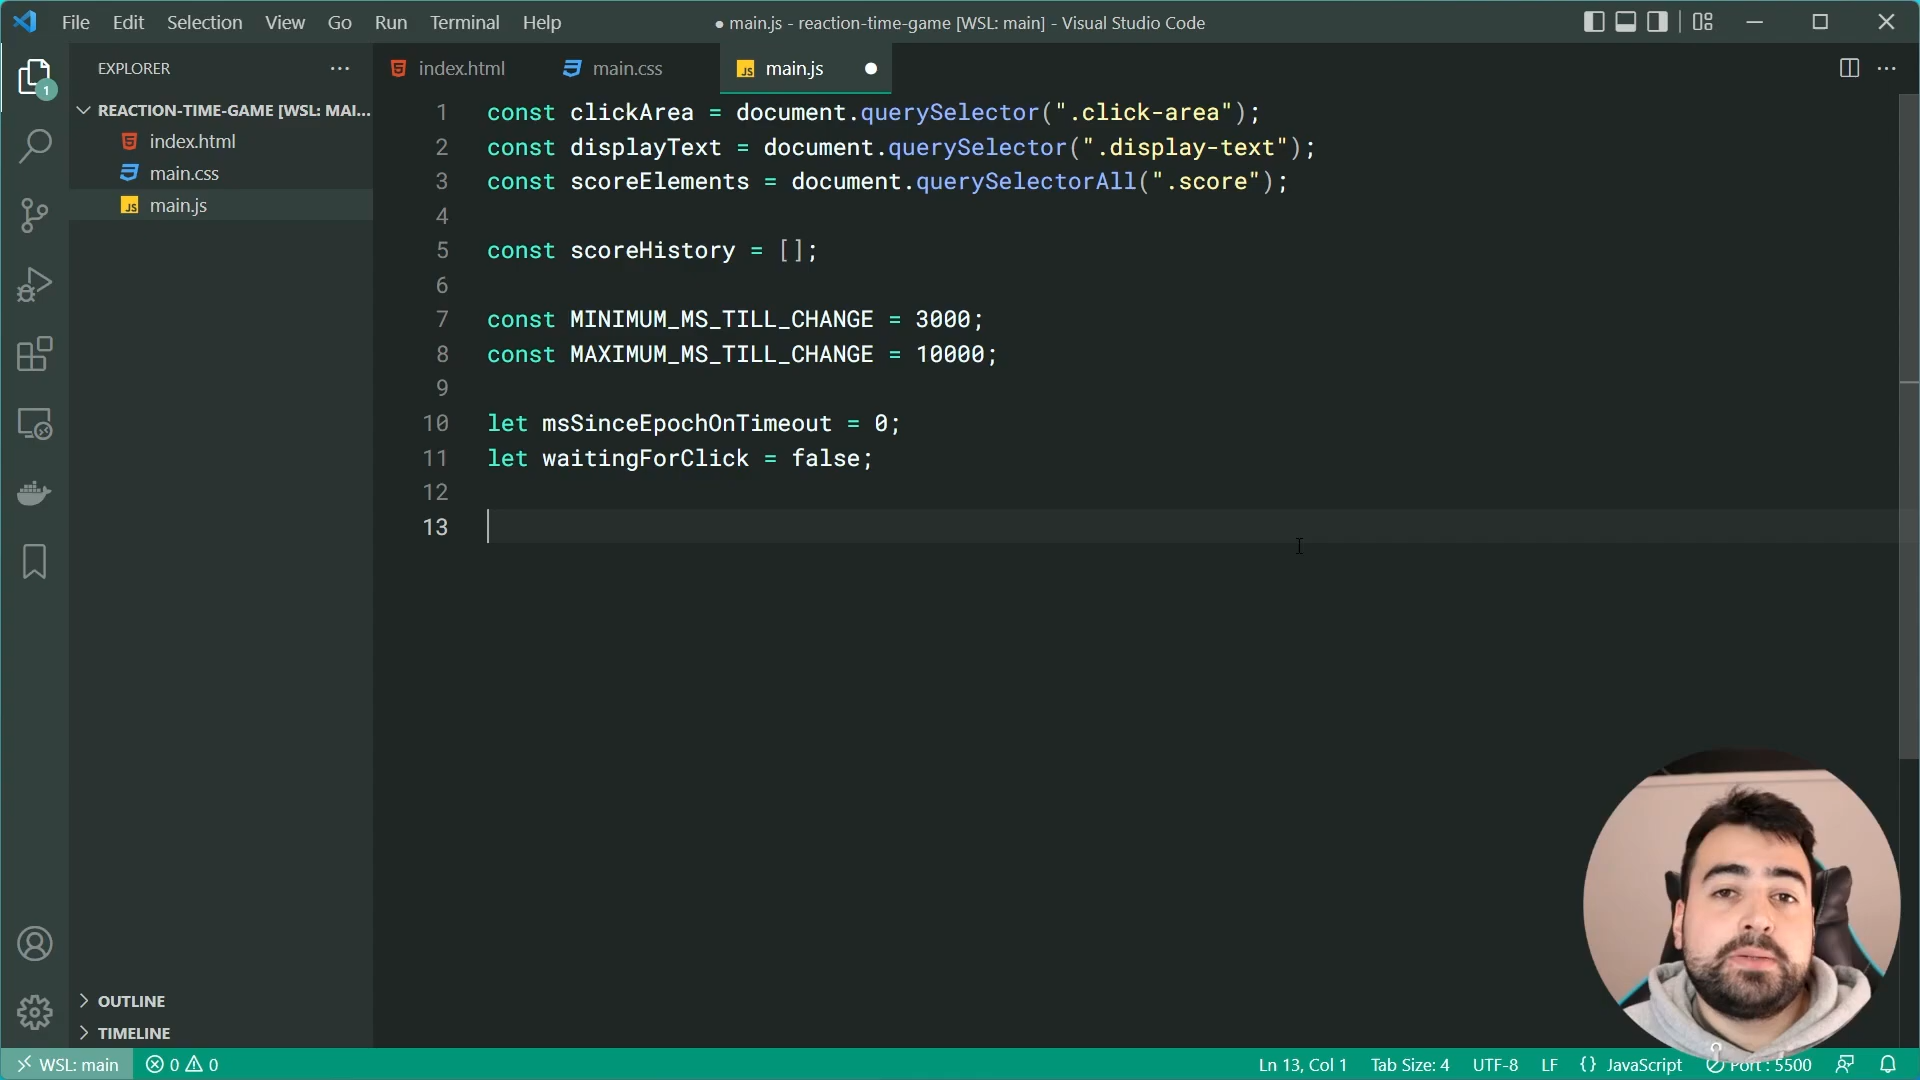 File Edit Selection View Go Run Terminal Help
● main.js - reaction-time-game [WSL: main] - Visual Studio Code
EXPLORER
1
REACTION-TIME-GAME [WSL: MAI...
index.html
main.css
main.js
index.html
main.css
main.js
1 const clickArea = document.querySelector(".click-area");
2 const displayText = document.querySelector(".display-text");
3 const scoreElements = document.querySelectorAll(".score");
4
5 const scoreHistory = [];
6
7 const MINIMUM_MS_TILL_CHANGE = 3000;
8 const MAXIMUM_MS_TILL_CHANGE = 10000;
9
10 let msSinceEpochOnTimeout = 0;
11 let waitingForClick = false;
12
13
OUTLINE
TIMELINE
WSL: main 0 0 Ln 13, Col 1 Tab Size: 4 UTF-8 LF {} JavaScript Port : 5500